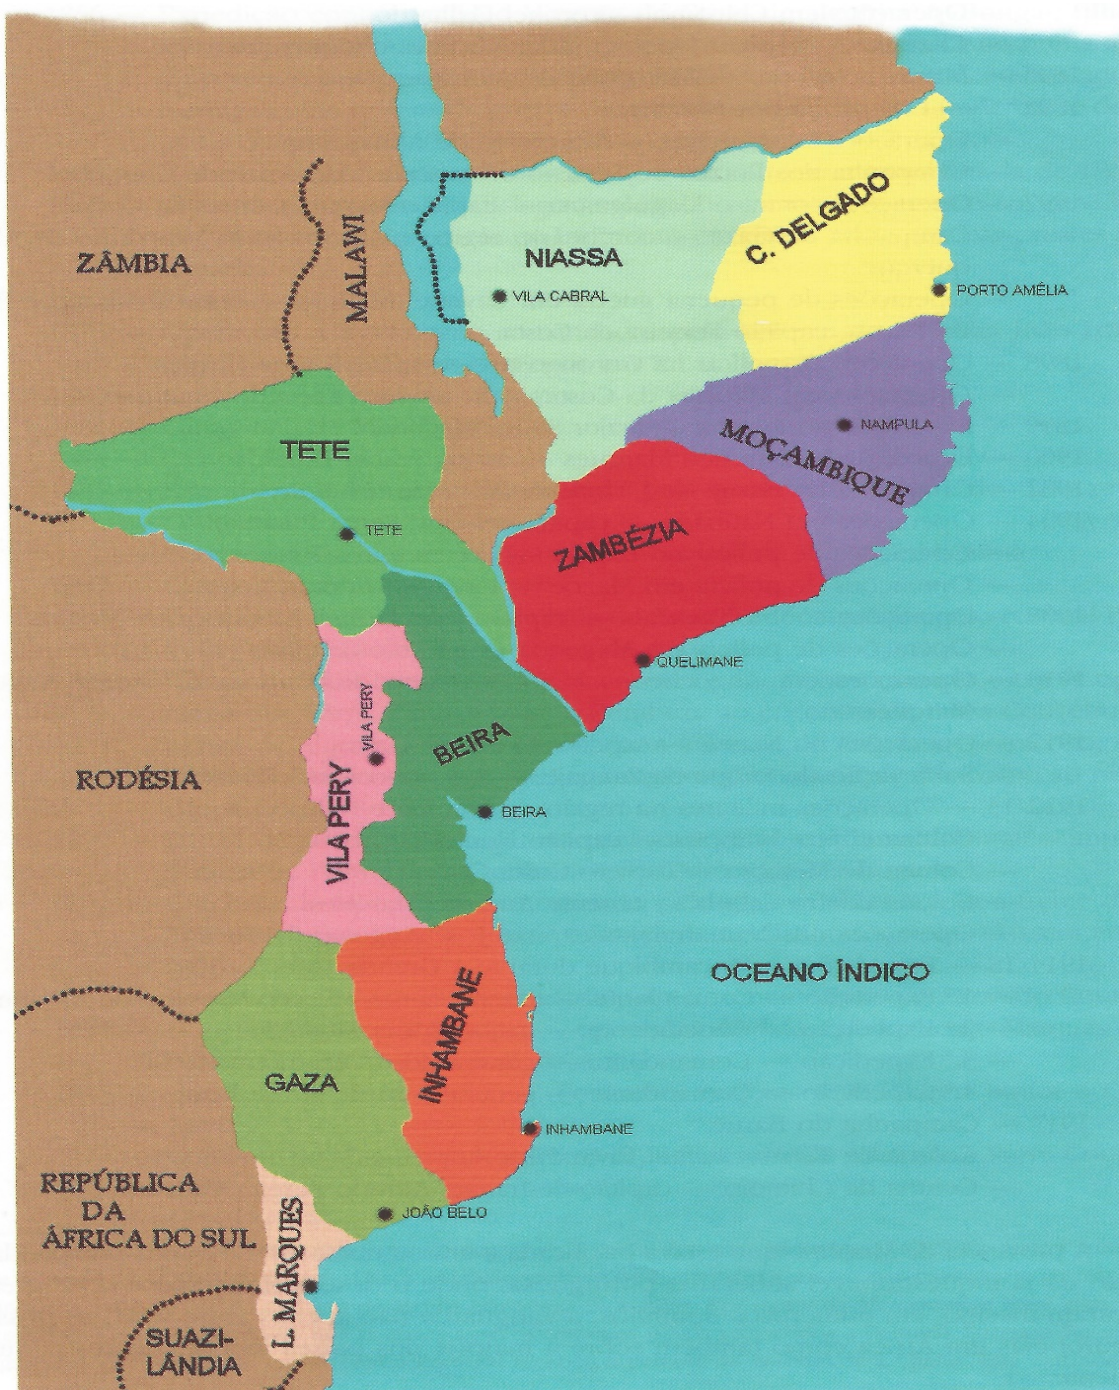 C. DELGADO
NIASSA
ZÂMBIA
MALAWI
VILA CABRAL
PORTO AMÉLIA
MOÇAMBIQUE
NAMPULA
TETE
TETE
ZAMBÉZIA
QUELIMANE
VILA PERY
BEIRA
RODÉSIA
VILA PERY
BEIRA
OCEANO ÍNDICO
INHAMBANE
GAZA
INHAMBANE
REPÚBLICA
DA
ÁFRICA DO SUL
JOÃO BELO
L. MARQUES
SUAZI-
LÂNDIA